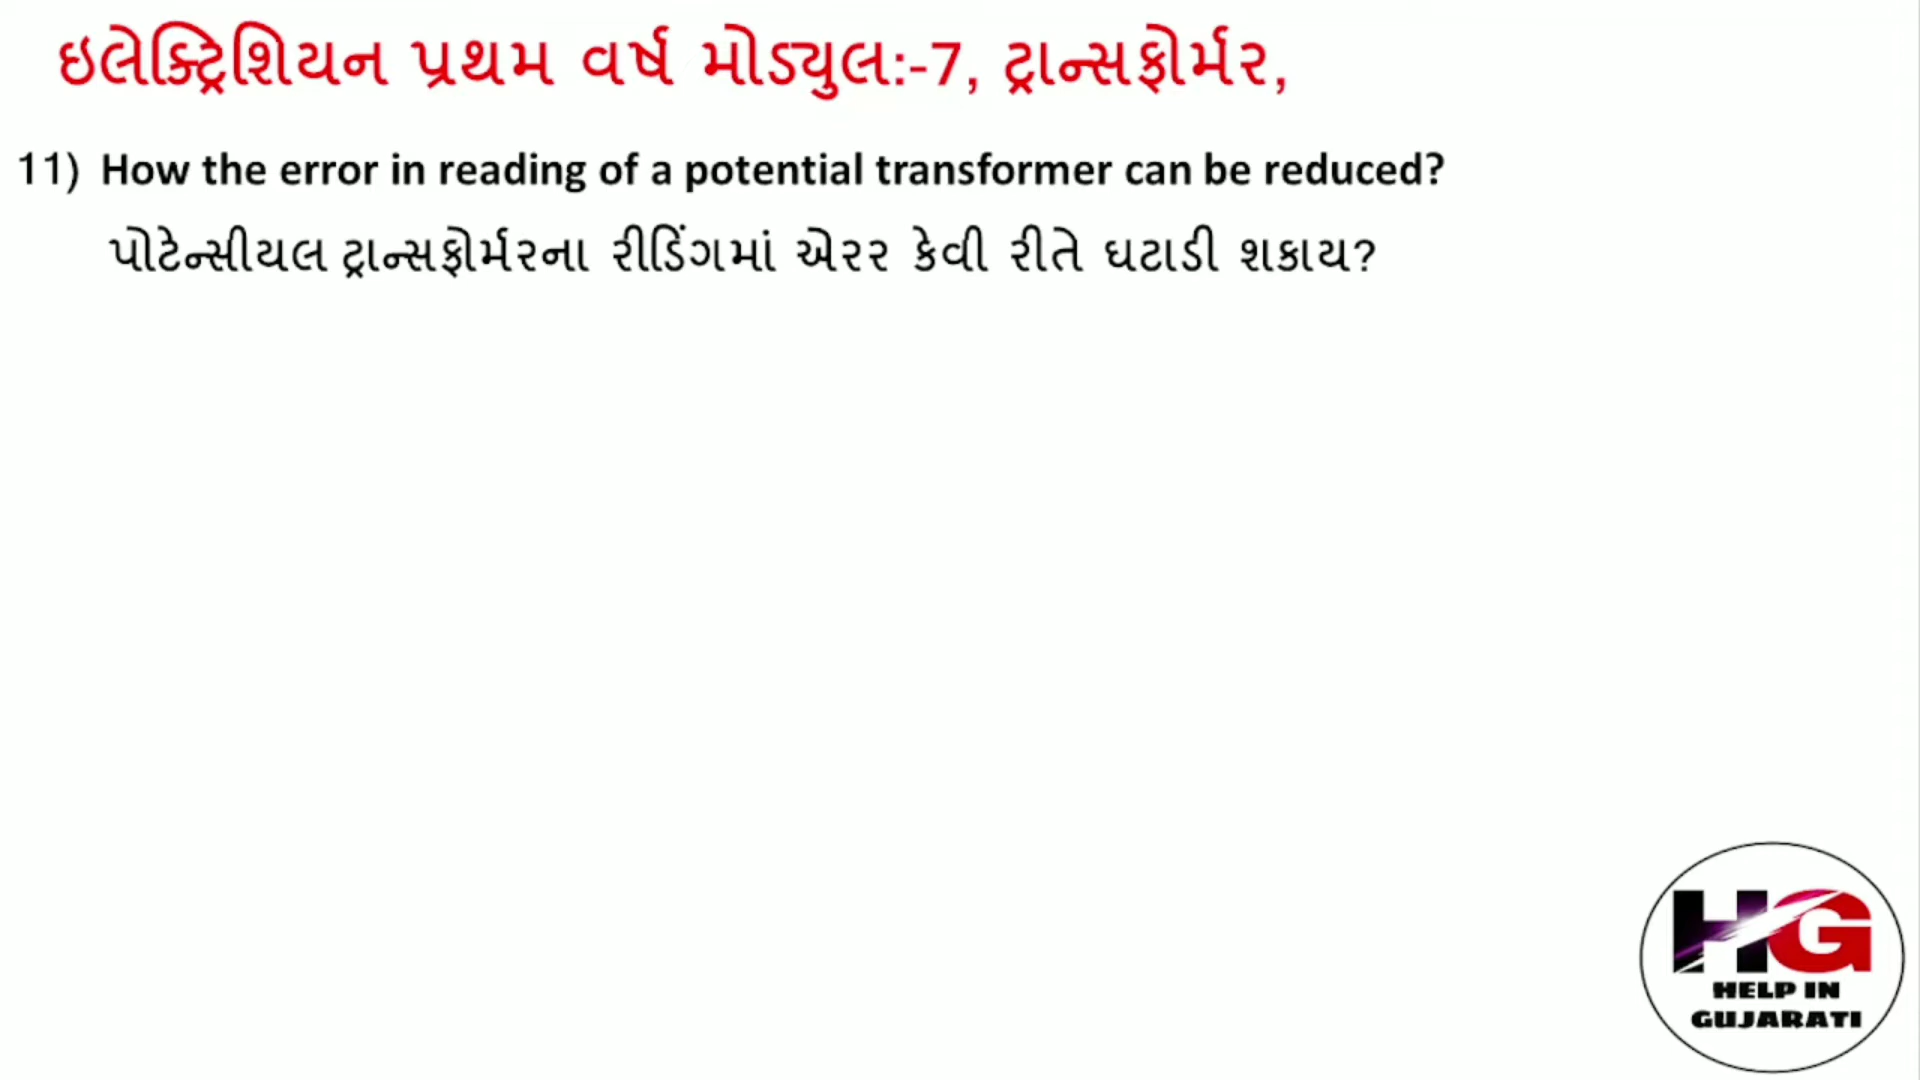 ઇલેક્ટ્રિશિયન પ્રથમ વર્ષ મોડ્યુલ:-7, ટ્રાન્સફોર્મર,
11) How the error in reading of a potential transformer can be reduced?
પોટેન્સીયલ ટ્રાન્સફોર્મરના રીડિંગમાં એરર કેવી રીતે ઘટાડી શકાય?
HG
HELP IN
GUJARATI